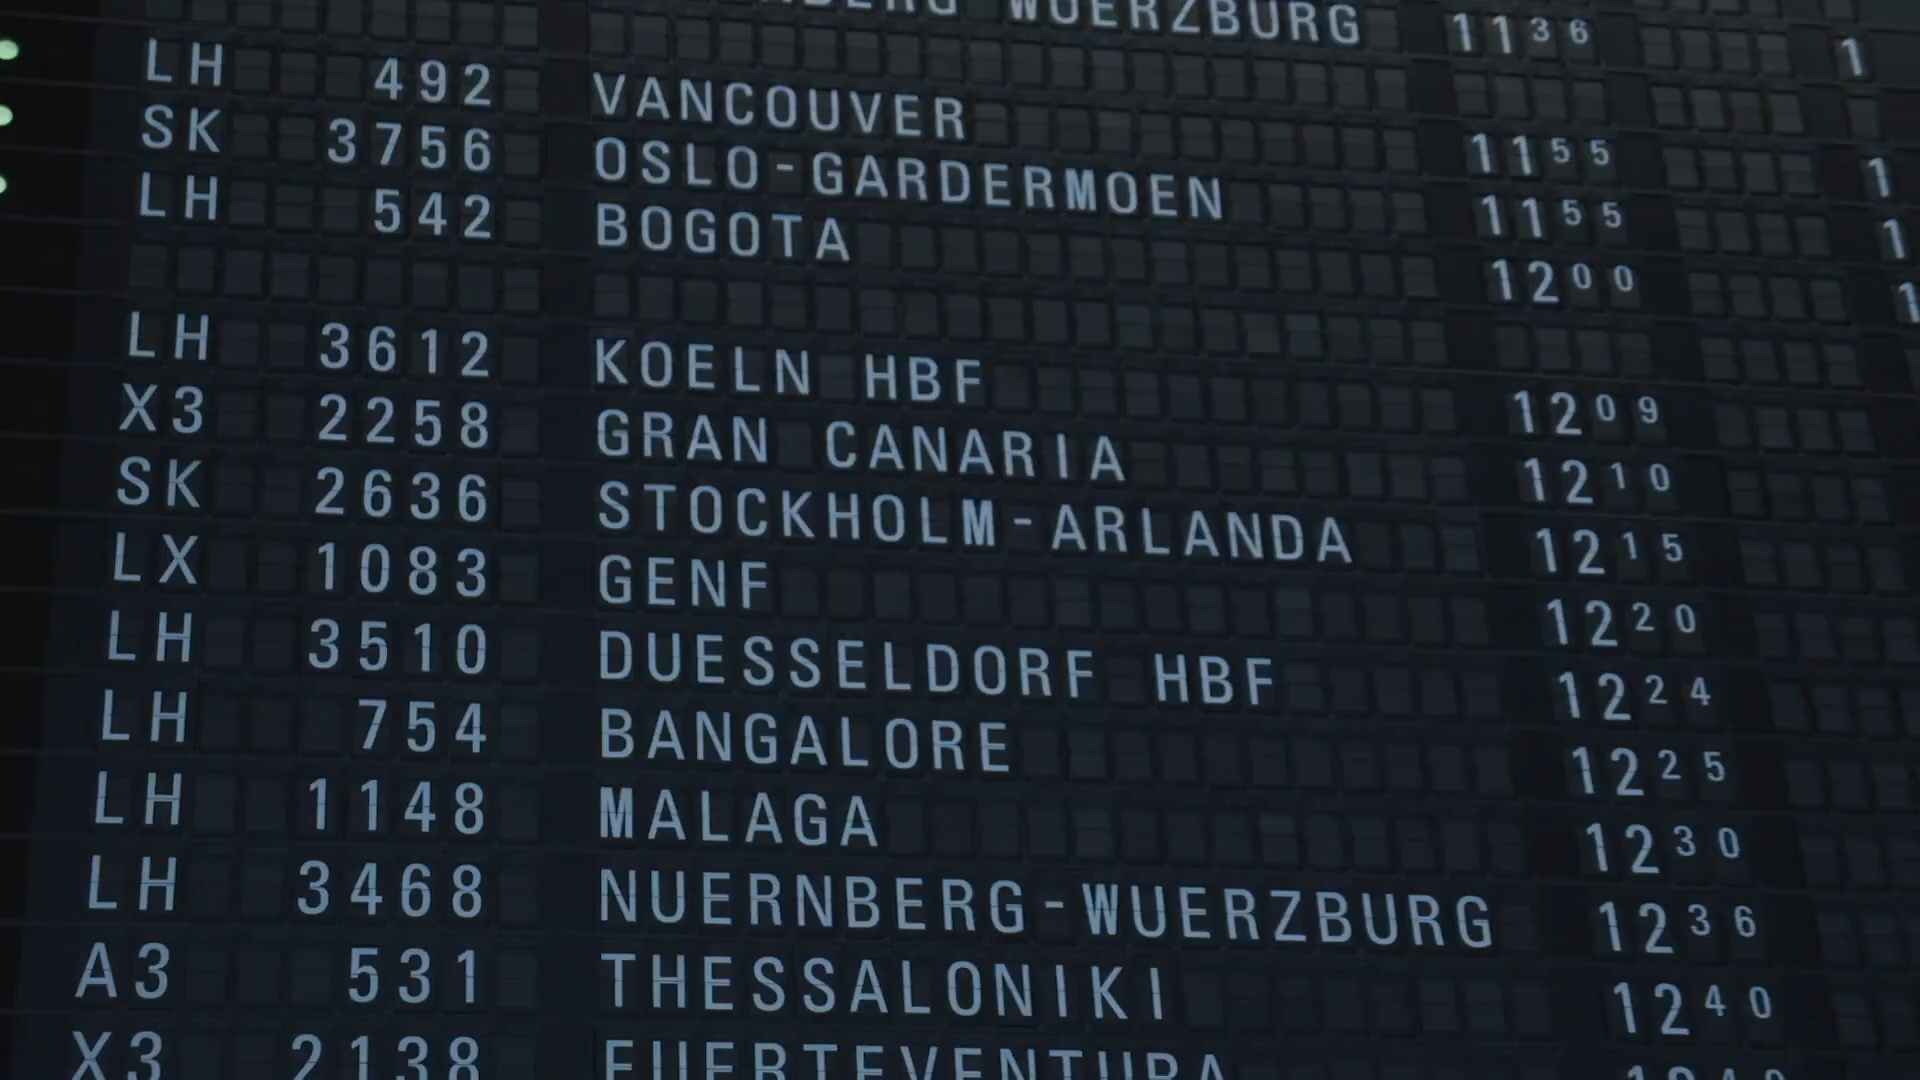 BERG WUERZBURG 1136 1
LH 492 VANCOUVER 1155 1
SK 3756 OSLO-GARDERMOEN 1155 1
LH 542 BOGOTA 1200 1
LH 3612 KOELN HBF 1209
X3 2258 GRAN CANARIA 1210
SK 2636 STOCKHOLM-ARLANDA 1215
LX 1083 GENF 1220
LH 3510 DUESSELDORF HBF 1224
LH 754 BANGALORE 1225
LH 1148 MALAGA 1230
LH 3468 NUERNBERG-WUERZBURG 1236
A3 531 THESSALONIKI 1240
X3 2138 FUERTEVENTURA